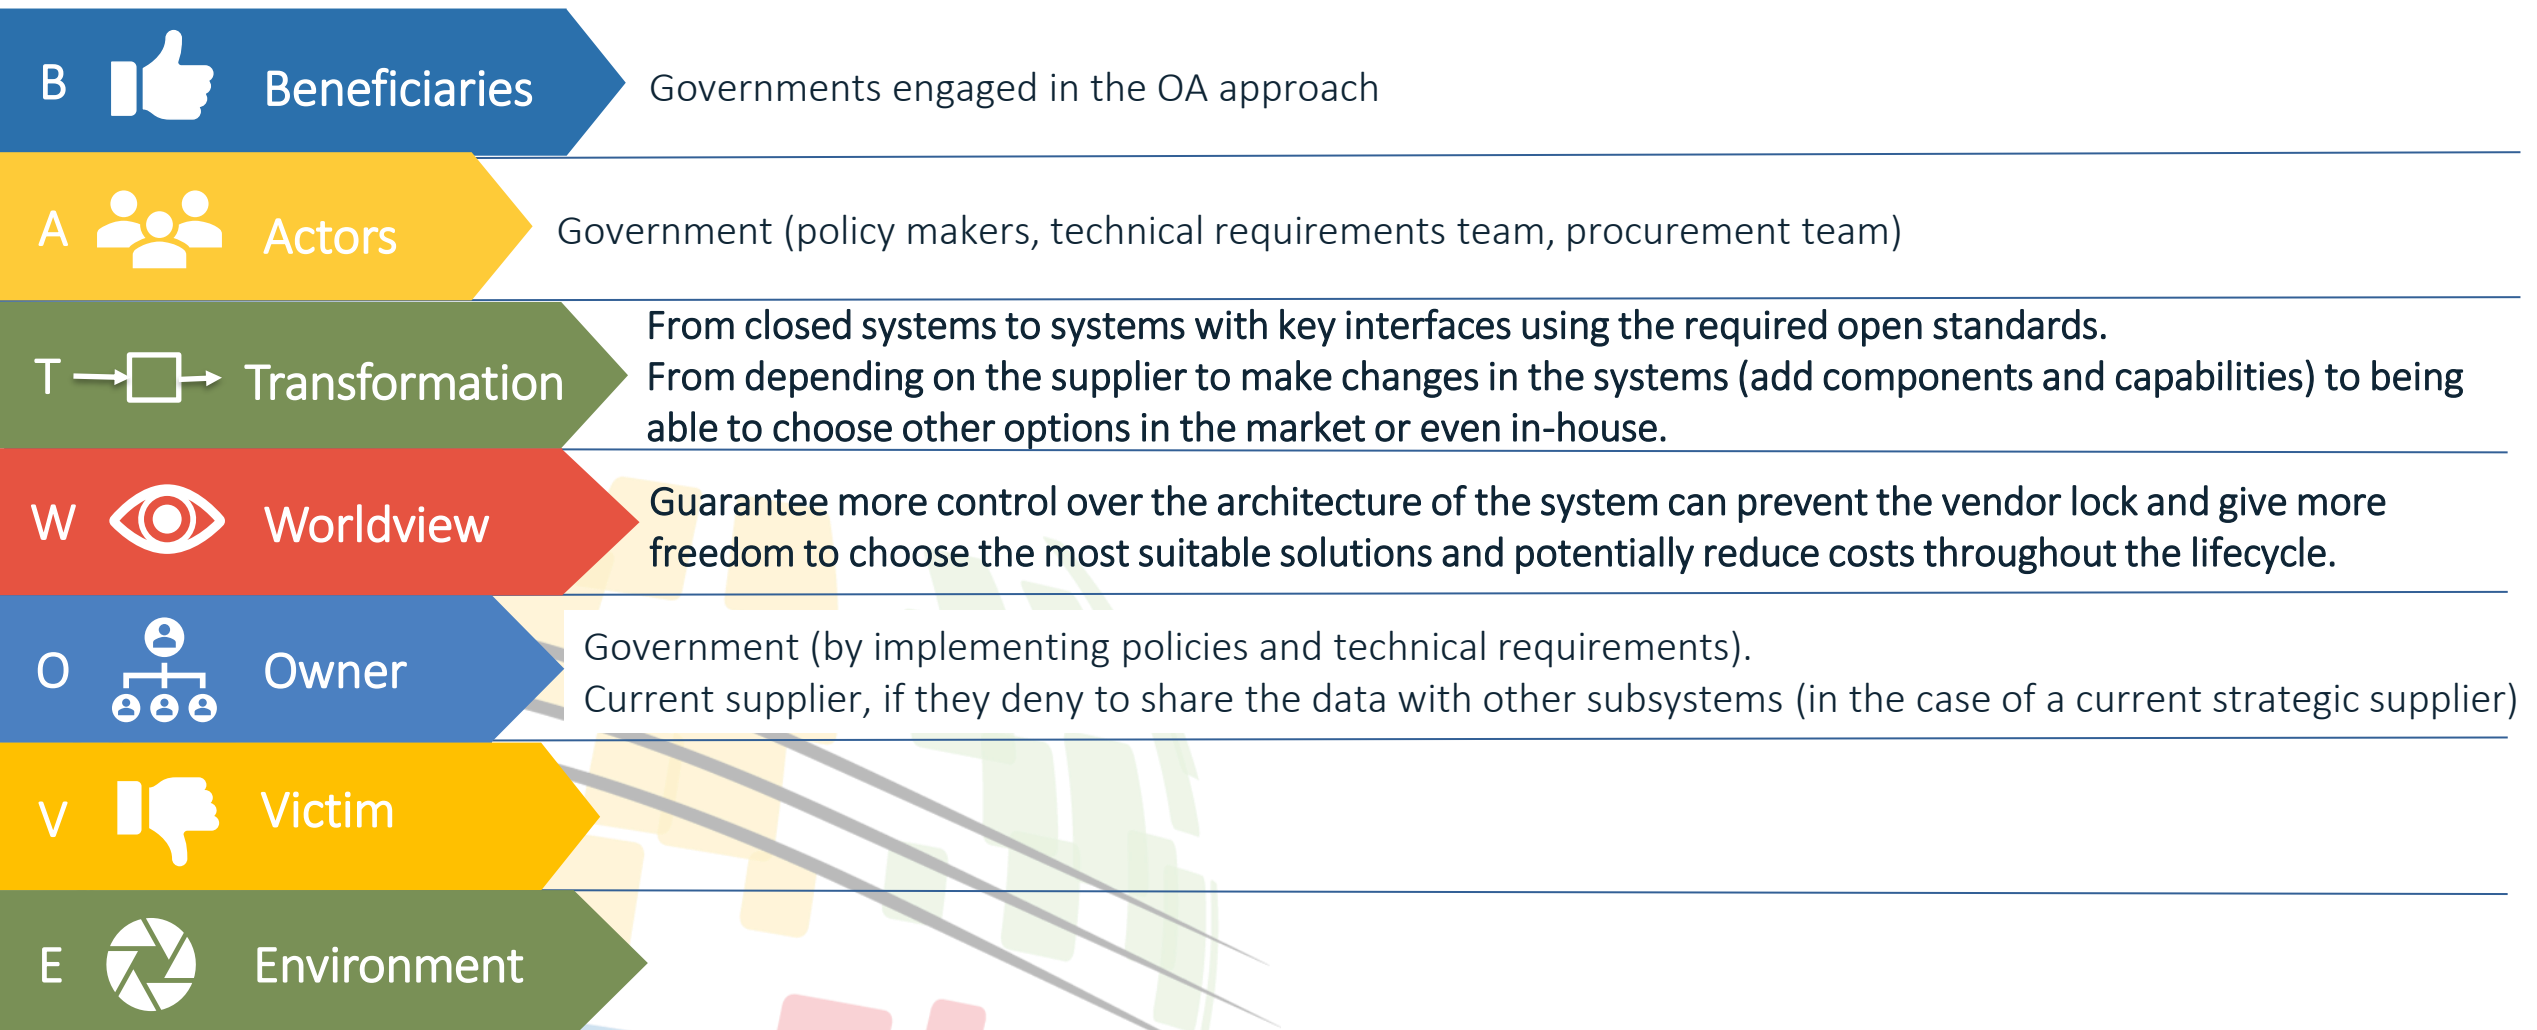 B Beneficiaries Governments engaged in the OA approach
A Actors Government (policy makers, technical requirements team, procurement team)
T Transformation
From closed systems to systems with key interfaces using the required open standards.
From depending on the supplier to make changes in the systems (add components and capabilities) to being
able to choose other options in the market or even in-house.
W Worldview
Guarantee more control over the architecture of the system can prevent the vendor lock and give more
freedom to choose the most suitable solutions and potentially reduce costs throughout the lifecycle.
O Owner
Government (by implementing policies and technical requirements).
Current supplier, if they deny to share the data with other subsystems (in the case of a current strategic supplier)
V Victim
E Environment